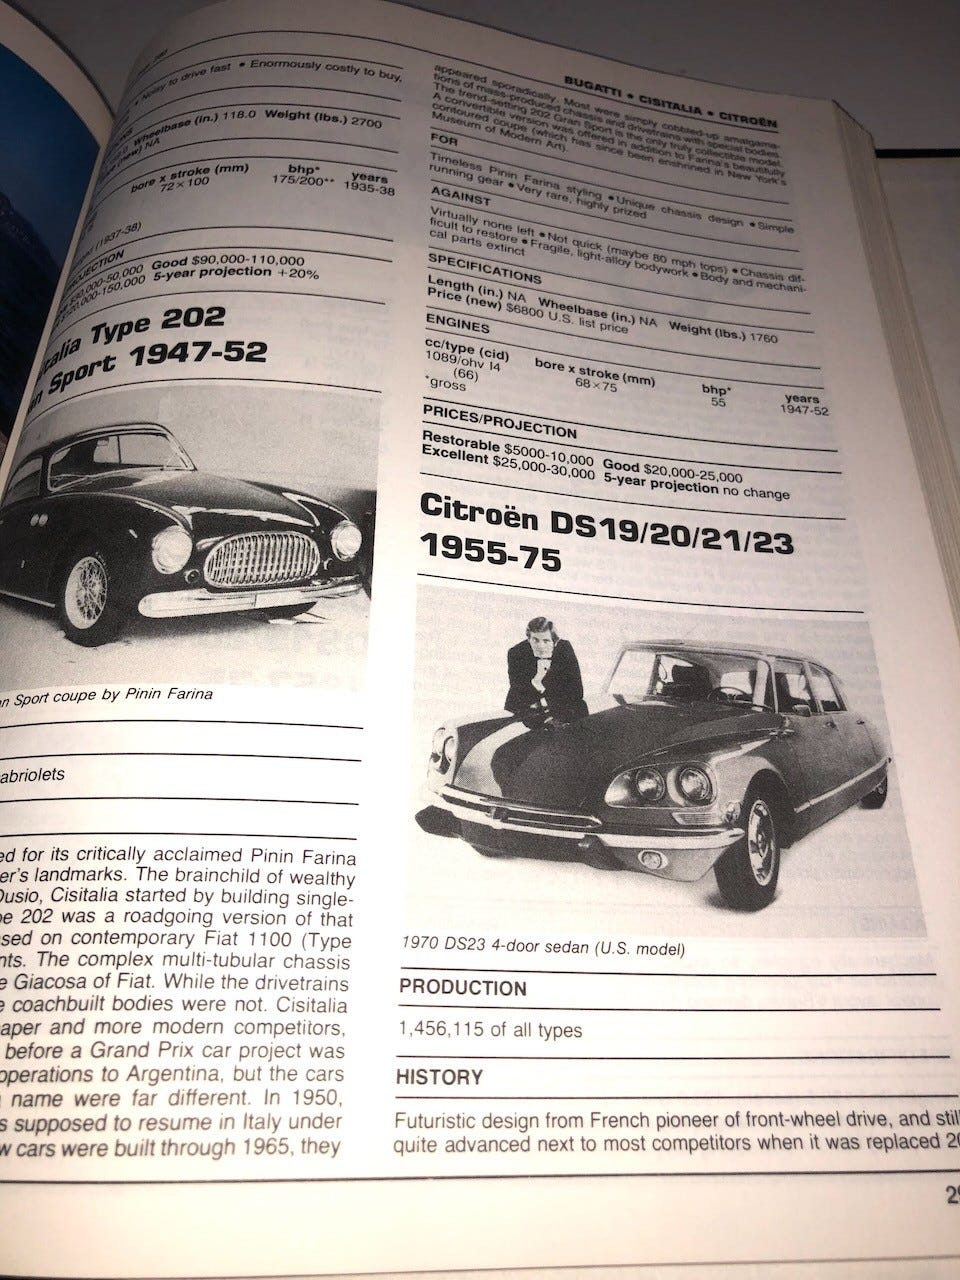 BUGATTI • CISITALIA • CITROËN
Noisy to drive fast • Enormously costly to buy,
Wheelbase (in.) 118.0 Weight (lbs.) 2700
(new) NA
bore x stroke (mm) bhp* years
72×100 175/200** 1935-38
(1937-38)
Good $90,000-110,000
-150,000 5-year projection +20%
Type 202
Sport 1947-52
Sport coupe by Pinin Farina
abriolets
ed for its critically acclaimed Pinin Farina
er's landmarks. The brainchild of wealthy
Dusio, Cisitalia started by building single-
pe 202 was a roadgoing version of that
sed on contemporary Fiat 1100 (Type
nts. The complex multi-tubular chassis
e Giacosa of Fiat. While the drivetrains
e coachbuilt bodies were not. Cisitalia
aper and more modern competitors,
before a Grand Prix car project was
operations to Argentina, but the cars
name were far different. In 1950,
s supposed to resume in Italy under
w cars were built through 1965, they
appeared sporadically. Most were simply cobbled-up amalgama-
tions of mass-produced chassis and drivetrains with special bodies.
The trend-setting 202 Gran Sport is the only truly collectible model.
A convertible version was offered in addition to Farina's beautifully
contoured coupe (which has since been enshrined in New York's
Museum of Modern Art).
FOR
Timeless Pinin Farina styling • Unique chassis design • Simple
running gear • Very rare, highly prized
AGAINST
Virtually none left • Not quick (maybe 80 mph tops) • Chassis dif-
ficult to restore • Fragile, light-alloy bodywork • Body and mechani-
cal parts extinct
SPECIFICATIONS
Length (in.) NA Wheelbase (in.) NA Weight (lbs.) 1760
Price (new) $6800 U.S. list price
ENGINES
cc/type (cid) bore x stroke (mm) bhp* years
1089/ohv I4 68×75 55 1947-52
(66)
*gross
PRICES/PROJECTION
Restorable $5000-10,000 Good $20,000-25,000
Excellent $25,000-30,000 5-year projection no change
Citroën DS19/20/21/23
1955-75
1970 DS23 4-door sedan (U.S. model)
PRODUCTION
1,456,115 of all types
HISTORY
Futuristic design from French pioneer of front-wheel drive, and still
quite advanced next to most competitors when it was replaced 20